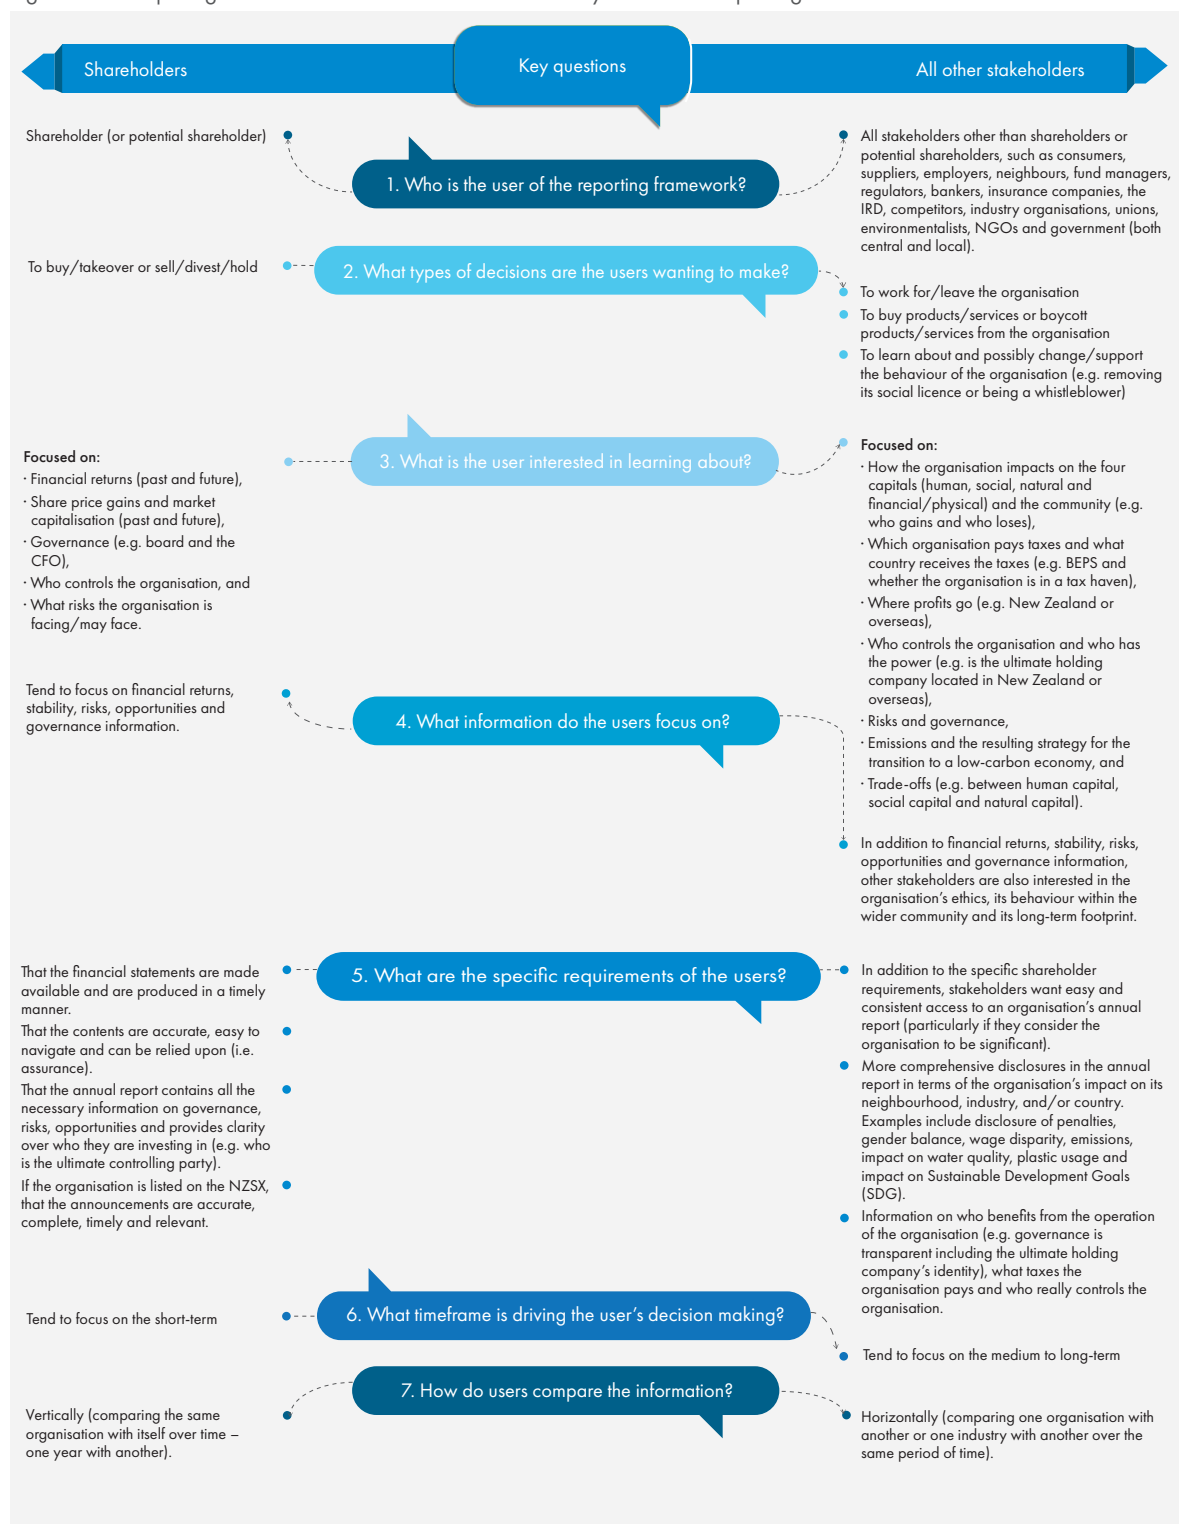 Shareholders
Key questions
All other stakeholders
1. Who is the user of the reporting framework?
Shareholder (or potential shareholder)
All stakeholders other than shareholders or
potential shareholders, such as consumers,
suppliers, employers, neighbours, fund managers,
regulators, bankers, insurance companies, the
IRD, competitors, industry organisations, unions,
environmentalists, NGOs and government (both
central and local).
2. What types of decisions are the users wanting to make?
To buy/takeover or sell/divest/hold
To work for/leave the organisation
To buy products/services or boycott
products/services from the organisation
To learn about and possibly change/support
the behaviour of the organisation (e.g. removing
its social licence or being a whistleblower)
3. What is the user interested in learning about?
Focused on:
· Financial returns (past and future),
· Share price gains and market
capitalisation (past and future),
· Governance (e.g. board and the
CFO),
· Who controls the organisation, and
· What risks the organisation is
facing/may face.
Focused on:
· How the organisation impacts on the four
capitals (human, social, natural and
financial/physical) and the community (e.g.
who gains and who loses),
· Which organisation pays taxes and what
country receives the taxes (e.g. BEPS and
whether the organisation is in a tax haven),
· Where profits go (e.g. New Zealand or
overseas),
· Who controls the organisation and who has
the power (e.g. is the ultimate holding
company located in New Zealand or
overseas),
· Risks and governance,
· Emissions and the resulting strategy for the
transition to a low-carbon economy, and
· Trade-offs (e.g. between human capital,
social capital and natural capital).
4. What information do the users focus on?
Tend to focus on financial returns,
stability, risks, opportunities and
governance information.
In addition to financial returns, stability, risks,
opportunities and governance information,
other stakeholders are also interested in the
organisation's ethics, its behaviour within the
wider community and its long-term footprint.
5. What are the specific requirements of the users?
That the financial statements are made
available and are produced in a timely
manner.
That the contents are accurate, easy to
navigate and can be relied upon (i.e.
assurance).
That the annual report contains all the
necessary information on governance,
risks, opportunities and provides clarity
over who they are investing in (e.g. who
is the ultimate controlling party).
If the organisation is listed on the NZSX,
that the announcements are accurate,
complete, timely and relevant.
In addition to the specific shareholder
requirements, stakeholders want easy and
consistent access to an organisation's annual
report (particularly if they consider the
organisation to be significant).
More comprehensive disclosures in the annual
report in terms of the organisation's impact on its
neighbourhood, industry, and/or country.
Examples include disclosure of penalties,
gender balance, wage disparity, emissions,
impact on water quality, plastic usage and
impact on Sustainable Development Goals
(SDG).
Information on who benefits from the operation
of the organisation (e.g. governance is
transparent including the ultimate holding
company's identity), what taxes the
organisation pays and who really controls the
organisation.
6. What timeframe is driving the user's decision making?
Tend to focus on the short-term
Tend to focus on the medium to long-term
7. How do users compare the information?
Vertically (comparing the same
organisation with itself over time –
one year with another).
Horizontally (comparing one organisation with
another or one industry with another over the
same period of time).